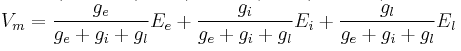 V_m = \frac{g_e}{g_e + g_i + g_l} E_e + \frac{g_i}{g_e + g_i + g_l} E_i + \frac{g_l}{g_e + g_i + g_l} E_l